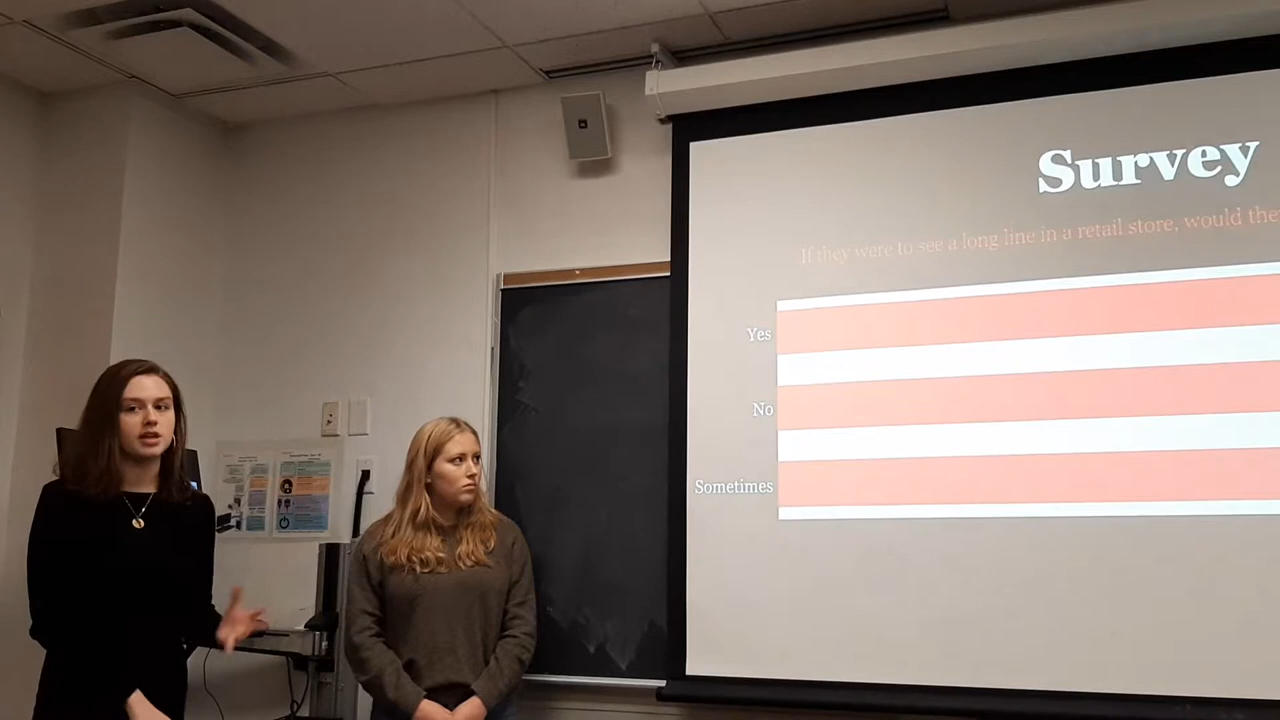 Survey
If they were to see a long line in a retail store, would the
Yes
No
Sometimes